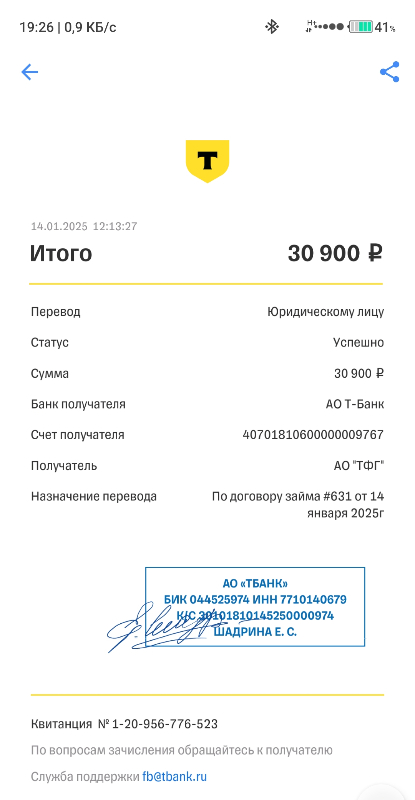 19:26 | 0,9 КБ/с
H+
41%
T
14.01.2025 12:13:27
Итого 30 900 ₽
Перевод Юридическому лицу
Статус Успешно
Сумма 30 900 ₽
Банк получателя АО Т-Банк
Счет получателя 40701810600000009767
Получатель АО "ТФГ"
Назначение перевода По договору займа #631 от 14
января 2025г
АО «ТБАНК»
БИК 044525974 ИНН 7710140679
К/С 30101810145250000974
ШАДРИНА Е. С.
Квитанция № 1-20-956-776-523
По вопросам зачисления обращайтесь к получателю
Служба поддержки fb@tbank.ru